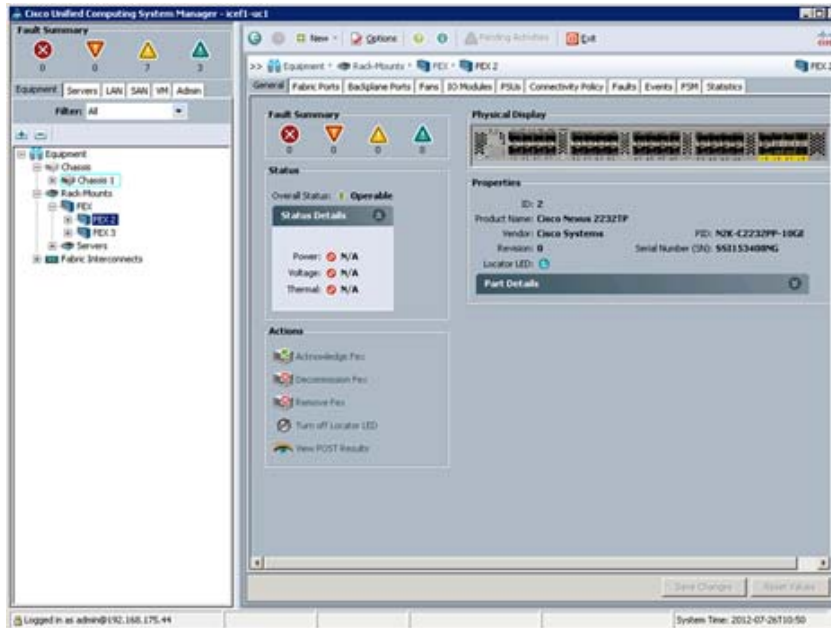 Cisco Unified Computing System Manager - icef1-uc1
Fault Summary
0 0 7 3
Equipment Servers LAN SAN VM Admin
Filter: All
Equipment
Chassis
Chassis 1
Rack-Mounts
FEX
FEX 2
FEX 3
Servers
Fabric Interconnects
New Options Pending Activities Exit
>> Equipment Rack-Mounts FEX FEX 2
FEX 2
General Fabric Ports Backplane Ports Fans IO Modules PSUs Connectivity Policy Faults Events FSM Statistics
Fault Summary
0 0 0 0
Status
Overall Status: Operable
Status Details
Power: N/A
Voltage: N/A
Thermal: N/A
Actions
Acknowledge Fex
Decommission Fex
Remove Fex
Turn off Locator LED
View POST Results
Physical Display
Properties
ID: 2
Product Name: Cisco Nexus 2232TP
Vendor: Cisco Systems
PID: N2K-C2232PP-10GE
Revision: 0
Serial Number (SN): SSI15340BNG
Locator LED:
Part Details
Save Changes Reset Values
Logged in as admin@192.168.175.44
System Time: 2012-07-26T10:50